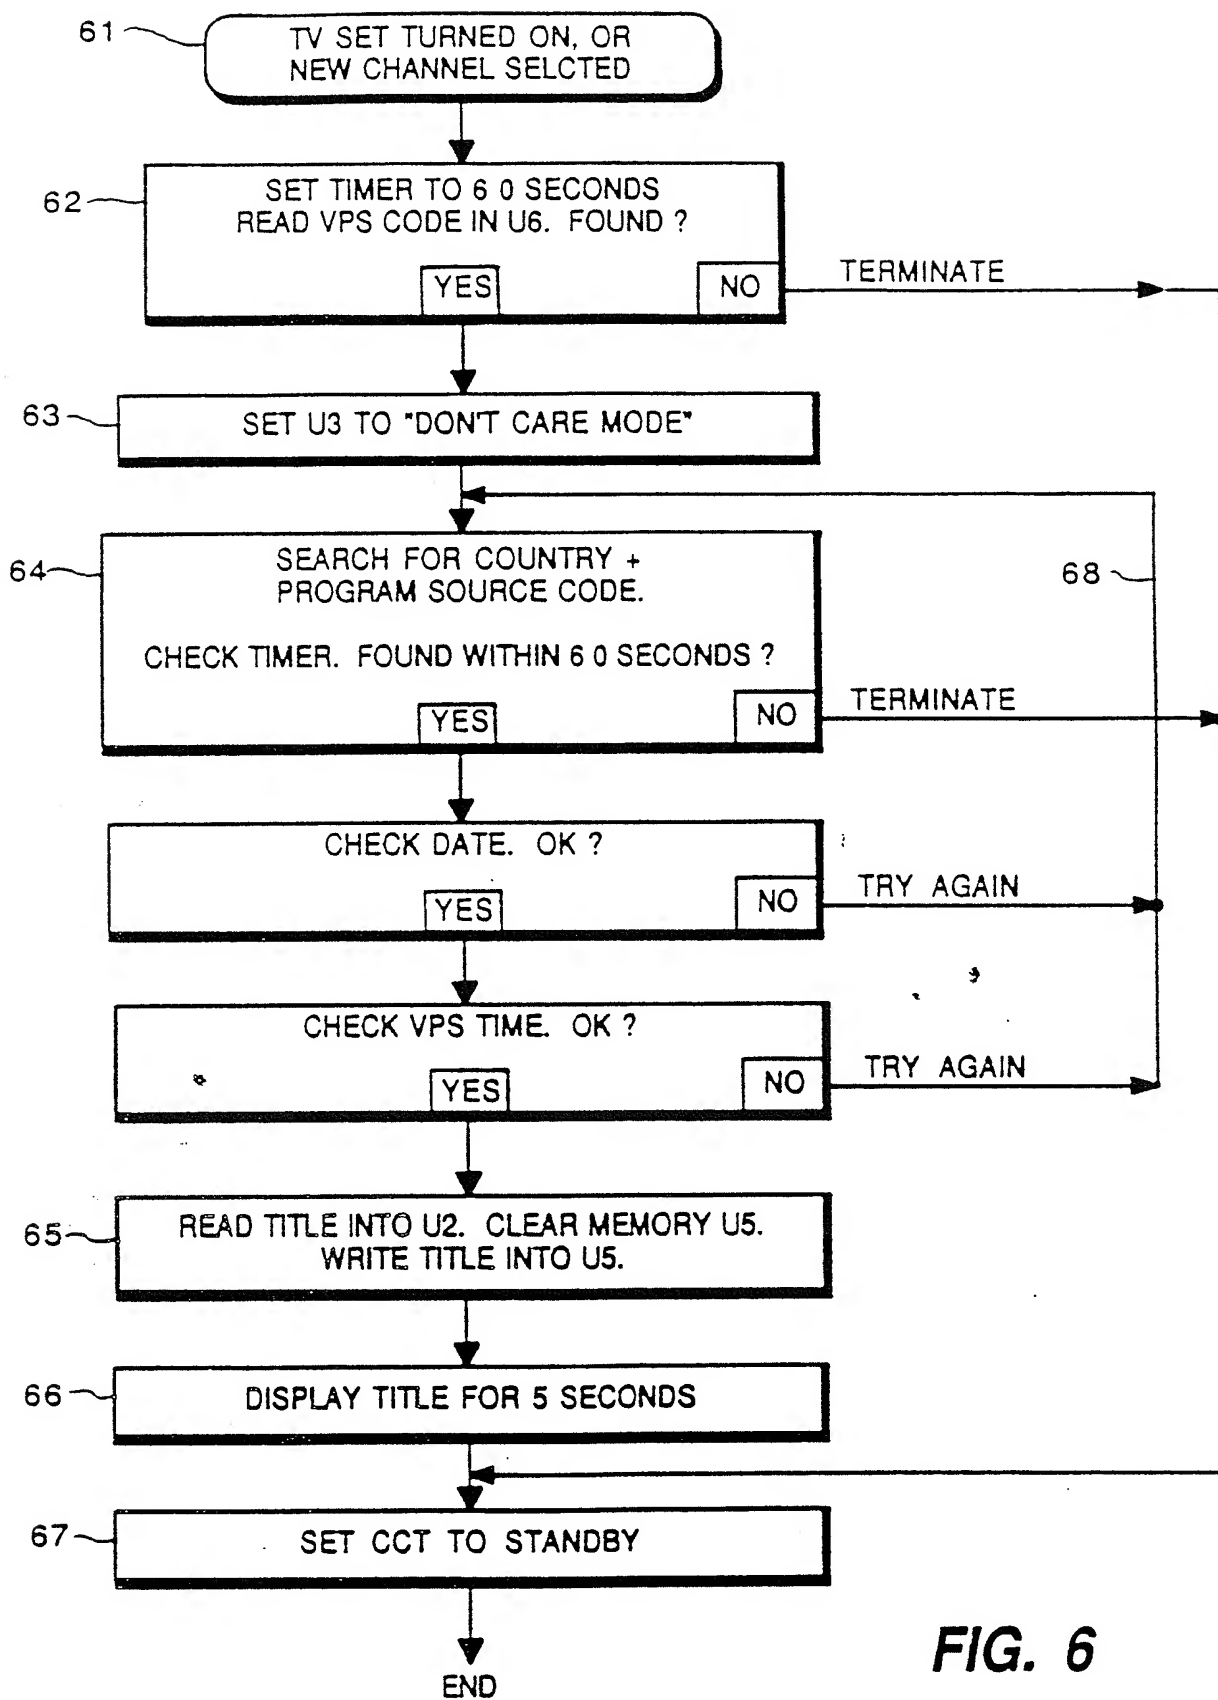 61
TV SET TURNED ON, OR
NEW CHANNEL SELCTED
62
SET TIMER TO 6 0 SECONDS
READ VPS CODE IN U6. FOUND ?
YES
NO
TERMINATE
63
SET U3 TO "DON'T CARE MODE"
64
SEARCH FOR COUNTRY +
PROGRAM SOURCE CODE.
68
CHECK TIMER. FOUND WITHIN 6 0 SECONDS ?
YES
NO
TERMINATE
CHECK DATE. OK ?
YES
NO
TRY AGAIN
CHECK VPS TIME. OK ?
YES
NO
TRY AGAIN
65
READ TITLE INTO U2. CLEAR MEMORY U5.
WRITE TITLE INTO U5.
66
DISPLAY TITLE FOR 5 SECONDS
67
SET CCT TO STANDBY
END
FIG. 6